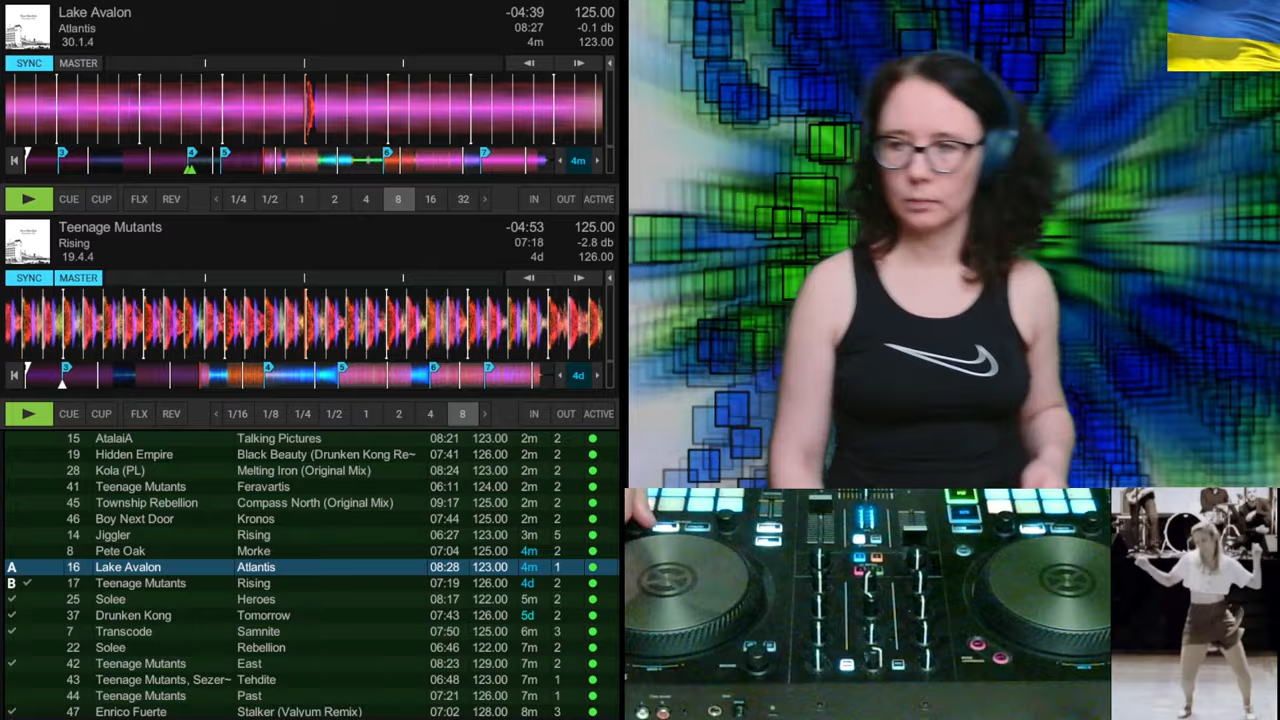 Lake Avalon -04:39 125.00
Atlantis 08:27 -0.1 db
30.1.4 4m 123.00
SYNC MASTER
3 4 5 6 7 4m
CUE CUP FLX REV 1/4 1/2 1 2 4 8 16 32 IN OUT ACTIVE
Teenage Mutants -04:53 125.00
Rising 07:18 -2.8 db
19.4.4 4d 126.00
SYNC MASTER
3 4 5 6 7 4d
CUE CUP FLX REV 1/16 1/8 1/4 1/2 1 2 4 8 IN OUT ACTIVE
15 AtalaiA Talking Pictures 08:21 123.00 2m 2
19 Hidden Empire Black Beauty (Drunken Kong Re~ 07:41 126.00 2m 2
28 Kola (PL) Melting Iron (Original Mix) 08:24 123.00 2m 2
41 Teenage Mutants Feravartis 06:11 124.00 2m 2
45 Township Rebellion Compass North (Original Mix) 09:17 125.00 2m 2
46 Boy Next Door Kronos 07:44 125.00 2m 2
14 Jiggler Rising 06:27 123.00 3m 5
8 Pete Oak Morke 07:04 125.00 4m 2
A 16 Lake Avalon Atlantis 08:28 123.00 4m 1
B 17 Teenage Mutants Rising 07:19 126.00 4d 2
25 Solee Heroes 08:17 122.00 5m 2
37 Drunken Kong Tomorrow 07:43 126.00 5d 2
7 Transcode Samnite 07:50 125.00 6m 3
22 Solee Rebellion 06:46 122.00 7m 2
42 Teenage Mutants East 08:23 129.00 7m 2
43 Teenage Mutants, Sezer~ Tehdite 06:48 123.00 7m 1
44 Teenage Mutants Past 07:21 126.00 7m 1
47 Enrico Fuerte Stalker (Valyum Remix) 07:02 128.00 8m 3